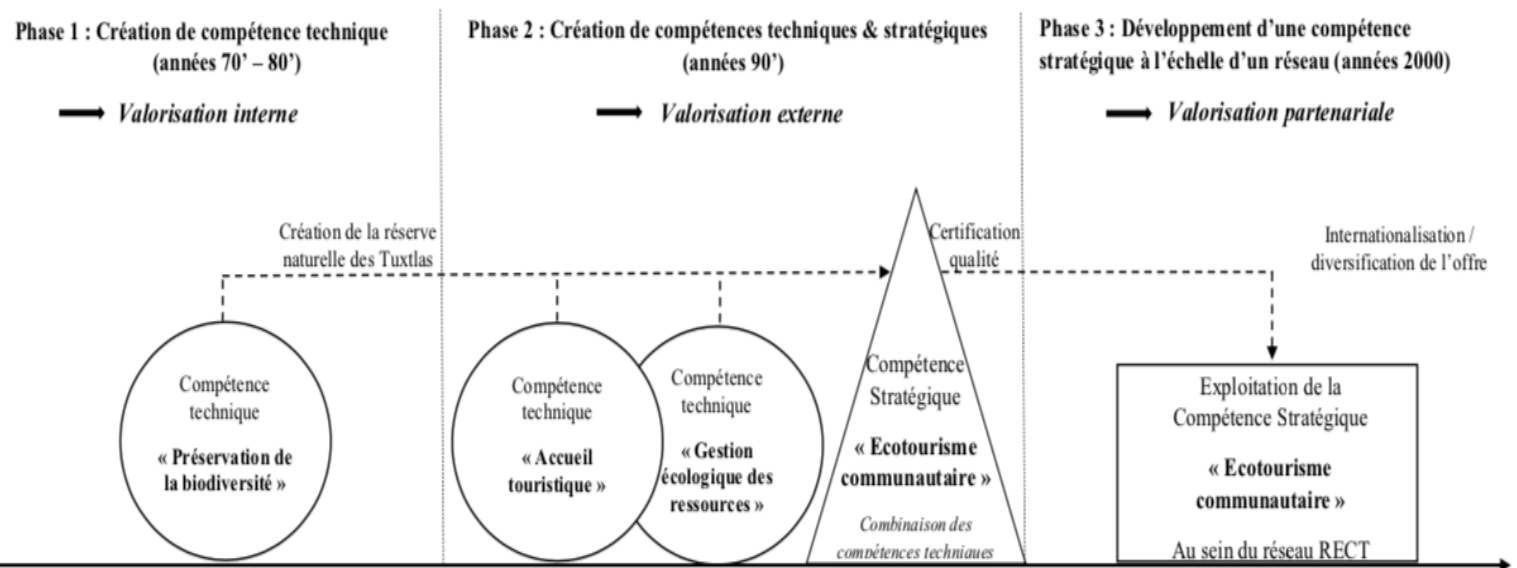 Phase 1 : Création de compétence technique
(années 70’ – 80’)
Valorisation interne
Phase 2 : Création de compétences techniques & stratégiques
(années 90’)
Valorisation externe
Phase 3 : Développement d’une compétence
stratégique à l’échelle d’un réseau (années 2000)
Valorisation partenariale
Création de la réserve
naturelle des Tuxtlas
Certification
qualité
Internationalisation /
diversification de l’offre
Compétence
technique
« Préservation de
la biodiversité »
Compétence
technique
« Accueil
touristique »
Compétence
technique
« Gestion
écologique des
ressources »
Compétence
Stratégique
« Ecotourisme
communautaire »
Combinaison des
compétences techniques
Exploitation de la
Compétence Stratégique
« Ecotourisme
communautaire »
Au sein du réseau RECT